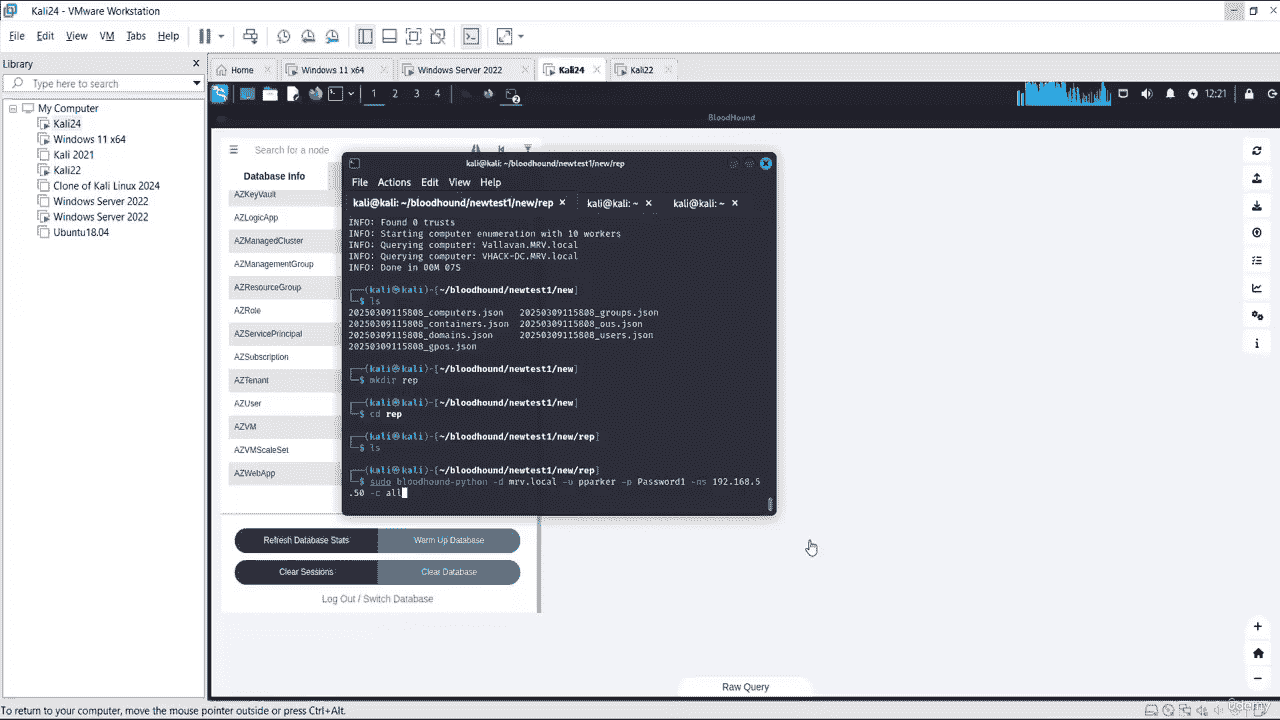 Kali24 - VMware Workstation
File Edit View VM Tabs Help
Library
Type here to search
My Computer
Kali24
Windows 11 x64
Kali 2021
Kali22
Clone of Kali Linux 2024
Windows Server 2022
Windows Server 2022
Ubuntu18.04
Home Windows 11 x64 Windows Server 2022 Kali24 Kali22
1 2 3 4 2 12:21
BloodHound
Search for a node
Database Info
AZKeyVault
AZLogicApp
AZManagedCluster
AZManagementGroup
AZResourceGroup
AZRole
AZServicePrincipal
AZSubscription
AZTenant
AZUser
AZVM
AZVMScaleSet
AZWebApp
Refresh Database Stats Warm Up Database
Clear Sessions Clear Database
Log Out / Switch Database
kali@kali: ~/bloodhound/newtest1/new/rep
File Actions Edit View Help
kali@kali: ~/bloodhound/newtest1/new/rep kali@kali: ~ kali@kali: ~
INFO: Found 0 trusts
INFO: Starting computer enumeration with 10 workers
INFO: Querying computer: Vallavan.MRV.local
INFO: Querying computer: VHACK-DC.MRV.local
INFO: Done in 00M 07S
(kali㉿kali)-[~/bloodhound/newtest1/new]
$ ls
20250309115808_computers.json 20250309115808_groups.json
20250309115808_containers.json 20250309115808_ous.json
20250309115808_domains.json 20250309115808_users.json
20250309115808_gpos.json
(kali㉿kali)-[~/bloodhound/newtest1/new]
$ mkdir rep
(kali㉿kali)-[~/bloodhound/newtest1/new]
$ cd rep
(kali㉿kali)-[~/bloodhound/newtest1/new/rep]
$ ls
(kali㉿kali)-[~/bloodhound/newtest1/new/rep]
$ sudo bloodhound-python -d mrv.local -u pparker -p Password1 -ns 192.168.5
.50 -c all
Raw Query
To return to your computer, move the mouse pointer outside or press Ctrl+Alt.
udemy